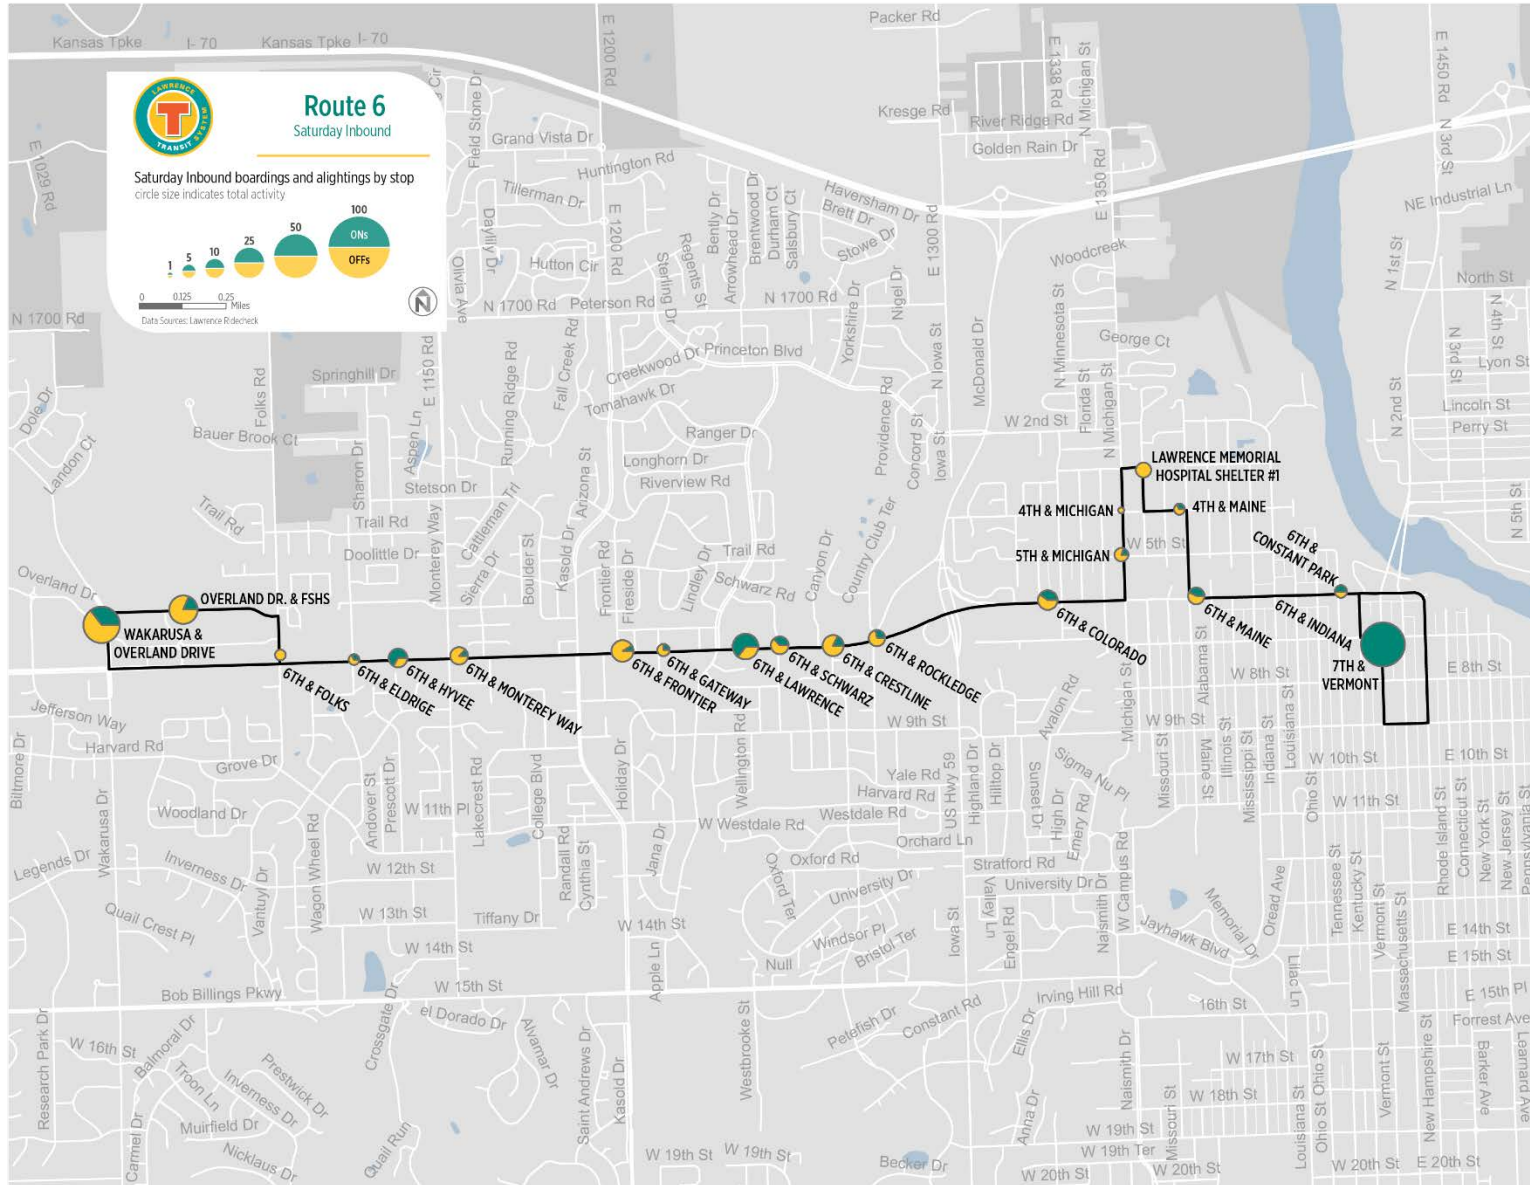 LAWRENCE
T
TRANSIT SYSTEM
Route 6
Saturday Inbound
Saturday Inbound boardings and alightings by stop
circle size indicates total activity
1
5
10
25
50
100
ONs
OFFs
0
0.125
0.25
Miles
Data Sources: Lawrence Ridecheck
N
Kansas Tpke
I- 70
Kansas Tpke
I- 70
E 1200 Rd
Packer Rd
E 1338 Rd
N Michigan St
E 1450 Rd
Kresge Rd
River Ridge Rd
Golden Rain Dr
N 3rd St
E 1029 Rd
Cir
Field Stone Dr
Grand Vista Dr
Huntington Rd
Tillerman Dr
Daylily Dr
Hutton Cir
Olivia Ave
E 1200 Rd
N 1700 Rd
Peterson Rd
Sterling Dr
Regents St
Bently Dr
Arrowhead Dr
Brentwood Dr
Durham Ct
Salsbury Ct
Haversham Dr
Brett Dr
Stowe Dr
N 1700 Rd
Yorkshire Dr
Nigel Dr
E 1300 Rd
E 1350 Rd
Woodcreek
NE Industrial Ln
N 1st St
North St
N 4th St
N 3rd St
Lyon St
N 2nd St
Lincoln St
Perry St
N 5th St
N 1700 Rd
Dole Dr
Landon Ct
Folks Rd
Springhill Dr
Bauer Brook Ct
Sharon Dr
Aspen Ln
E 1150 Rd
Running Ridge Rd
Fall Creek Rd
Creekwood Dr
Princeton Blvd
Tomahawk Dr
Ranger Dr
Longhorn Dr
Riverview Rd
Providence Rd
Concord St
N Iowa St
Iowa St
McDonald Dr
N Minnesota St
Florida St
N Michigan St
George Ct
W 2nd St
Stetson Dr
Trail Rd
Trail Rd
Doolittle Dr
Monterey Way
Cattleman Trl
Sierra Dr
Boulder St
Kasold Dr
Arizona St
Frontier Rd
Fireside Dr
Lindley Dr
Trail Rd
Schwarz Rd
Canyon Dr
Country Club Ter
Overland Dr
W 5th St
LAWRENCE MEMORIAL
HOSPITAL SHELTER #1
4TH & MICHIGAN
4TH & MAINE
5TH & MICHIGAN
6TH &
CONSTANT PARK
OVERLAND DR. & FSHS
WAKARUSA &
OVERLAND DRIVE
6TH & FOLKS
6TH & ELDRIGE
6TH & HYVEE
6TH & MONTEREY WAY
6TH & FRONTIER
6TH & GATEWAY
6TH & LAWRENCE
6TH & SCHWARZ
6TH & CRESTLINE
6TH & ROCKLEDGE
6TH & COLORADO
6TH & MAINE
6TH & INDIANA
7TH &
VERMONT
Jefferson Way
Harvard Rd
Biltmore Dr
Wakarusa Dr
Grove Dr
Woodland Dr
Andover St
Prescott Dr
W 11th Pl
Lakecrest Rd
College Blvd
Holiday Dr
Wellington Rd
W 9th St
Avalon Rd
Michigan St
Alabama St
W 8th St
E 8th St
W 9th St
Missouri St
Maine St
Illinois St
Mississippi St
Indiana St
Louisiana St
W 10th St
E 10th St
Yale Rd
Harvard Rd
Westdale Rd
W Westdale Rd
Orchard Ln
US Hwy 59
Highland Dr
Hilltop Dr
Sunset Dr
High Dr
Emery Rd
Sigma Nu Pl
Ohio St
W 11th St
Legends Dr
Inverness Dr
Vantuyl Dr
Wagon Wheel Rd
W 12th St
Randall Rd
Cynthia St
Jana Dr
Oxford Rd
Oxford Ter
University Dr
Stratford Rd
University Dr
Valley Ln
Engel Rd
Naismith Dr
W Campus Rd
Memorial Dr
Oread Ave
Tennessee St
Kentucky St
Vermont St
Massachusetts St
Rhode Island St
Connecticut St
New York St
New Jersey St
Pennsylvania St
Quail Crest Pl
W 13th St
Tiffany Dr
W 14th St
W 14th St
Apple Ln
Windsor Pl
Bristol Ter
Null
Iowa St
Jayhawk Blvd
E 14th St
E 15th St
Bob Billings Pkwy
W 15th St
Irving Hill Rd
16th St
Lilac Ln
E 15th Pl
Forrest Ave
Research Park Dr
W 16th St
Balmoral Dr
Troon Ln
Prestwick Dr
Inverness Dr
Muirfield Dr
Nicklaus Dr
Carmel Dr
Crossgate Dr
Quail Run
el Dorado Dr
Alvamar Dr
Saint Andrews Dr
Kasold Dr
Westbrooke St
Petefish Dr
Constant Rd
Ellis Dr
Anna Dr
Naismith Dr
Missouri St
W 17th St
W 18th St
W 19th St
W 19th Ter
W 20th St
W 20th St
W 19th St
W 19th St
Becker Dr
Louisiana St
Ohio St
Ohio St
Vermont St
New Hampshire St
Barker Ave
Learnard Ave
W 20th St
E 20th St